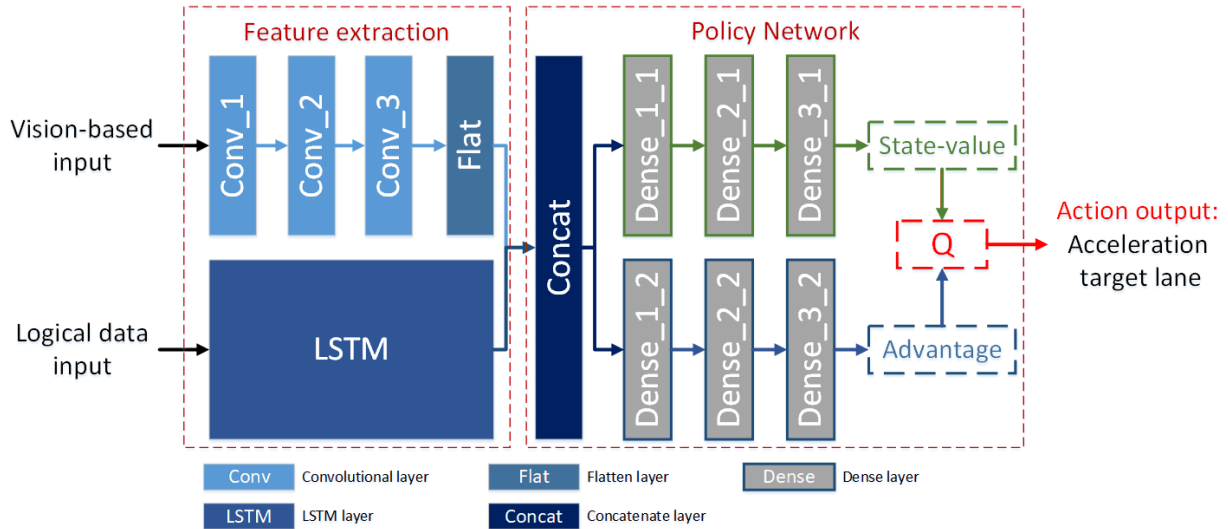 Feature extraction
Policy Network
Vision-based
input
Conv_1
Conv_2
Conv_3
Flat
Logical data
input
LSTM
Concat
Dense_1_1
Dense_2_1
Dense_3_1
State-value
Dense_1_2
Dense_2_2
Dense_3_2
Advantage
Q
Action output:
Acceleration
target lane
Conv
Convolutional layer
Flat
Flatten layer
Dense
Dense layer
LSTM
LSTM layer
Concat
Concatenate layer